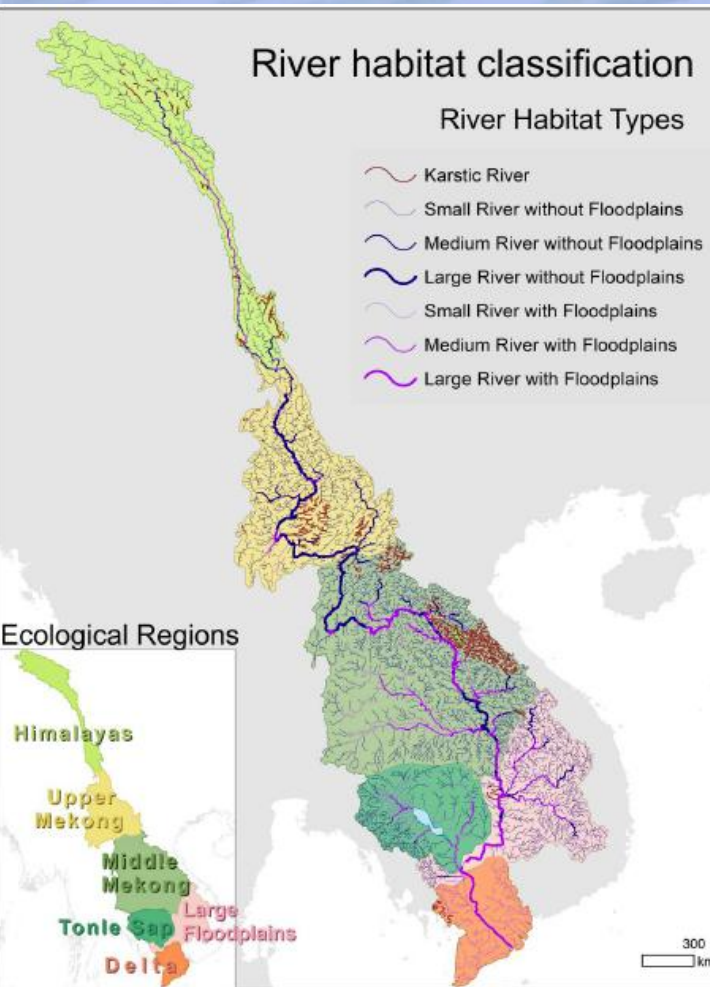 River habitat classification
River Habitat Types
Karstic River
Small River without Floodplains
Medium River without Floodplains
Large River without Floodplains
Small River with Floodplains
Medium River with Floodplains
Large River with Floodplains
Ecological Regions
Himalayas
Upper
Mekong
Middle
Mekong
Large
Tonle Sap Floodplains
Delta
300
km